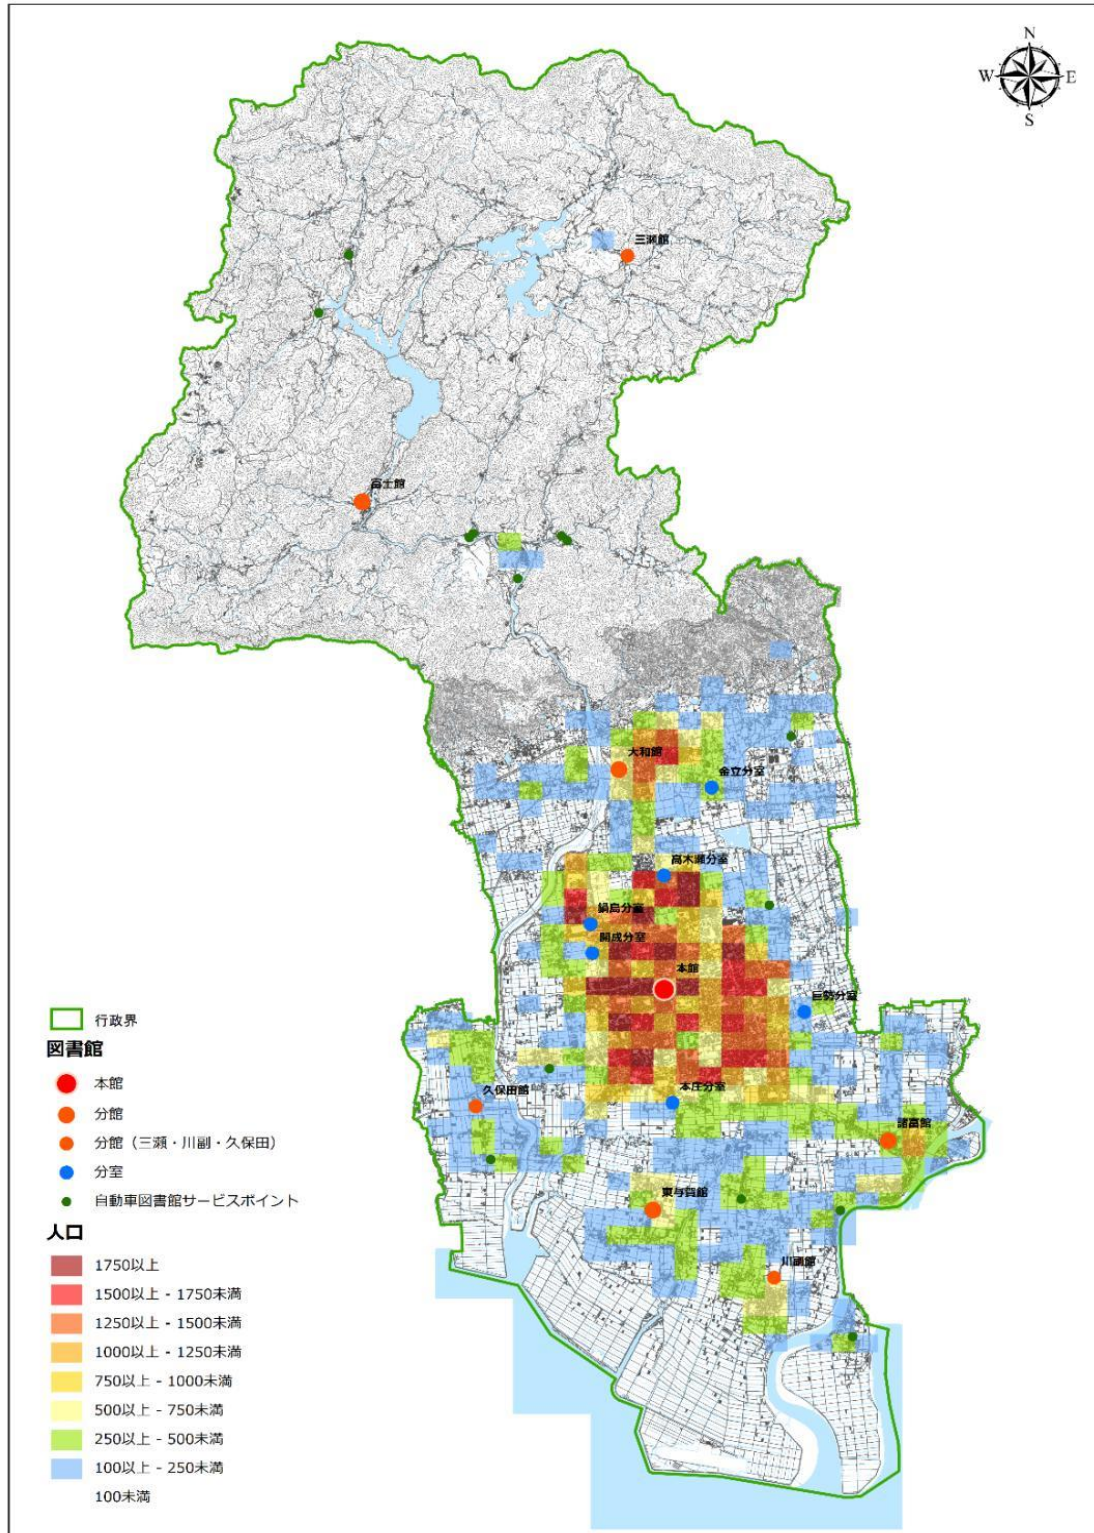 N
W E
S
三瀬館
富士館
大和館
金立分室
高木瀬分室
鍋島分室
開成分室
本館
巨勢分室
本庄分室
久保田館
諸富館
東与賀館
川副館
行政界
図書館
本館
分館
分館（三瀬・川副・久保田）
分室
自動車図書館サービスポイント
人口
1750以上
1500以上 - 1750未満
1250以上 - 1500未満
1000以上 - 1250未満
750以上 - 1000未満
500以上 - 750未満
250以上 - 500未満
100以上 - 250未満
100未満